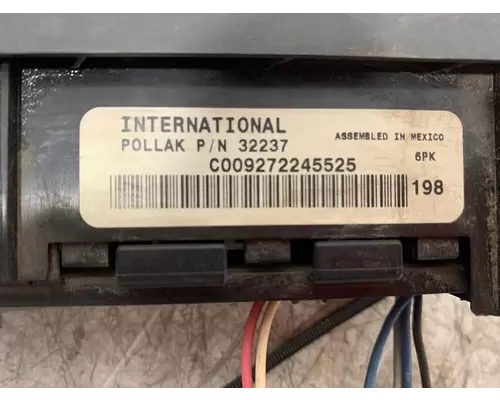 INTERNATIONAL
POLLAK P/N 32237
ASSEMBLED IN MEXICO
C009272245525
6PK
198